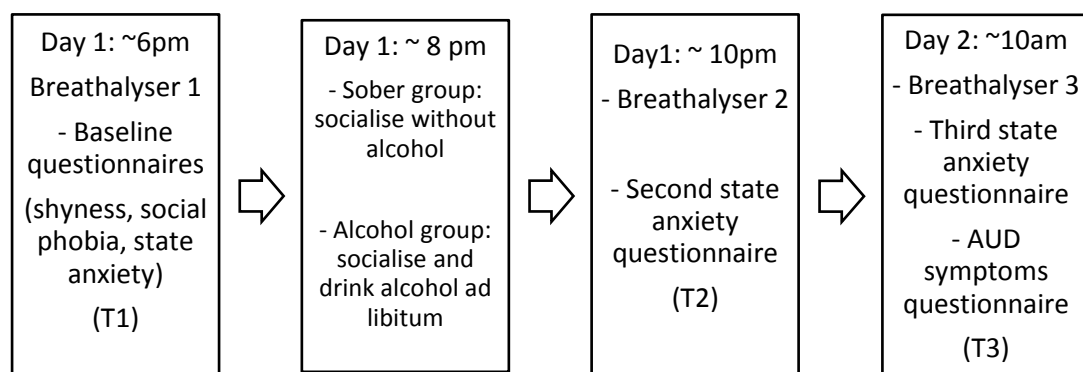 Day 1: ~6pm
Breathalyser 1
- Baseline
questionnaires
(shyness, social
phobia, state
anxiety)
(T1)
Day 1: ~ 8 pm
- Sober group:
socialise without
alcohol
- Alcohol group:
socialise and
drink alcohol ad
libitum
Day1: ~ 10pm
- Breathalyser 2
- Second state
anxiety
questionnaire
(T2)
Day 2: ~10am
- Breathalyser 3
- Third state
anxiety
questionnaire
- AUD
symptoms
questionnaire
(T3)